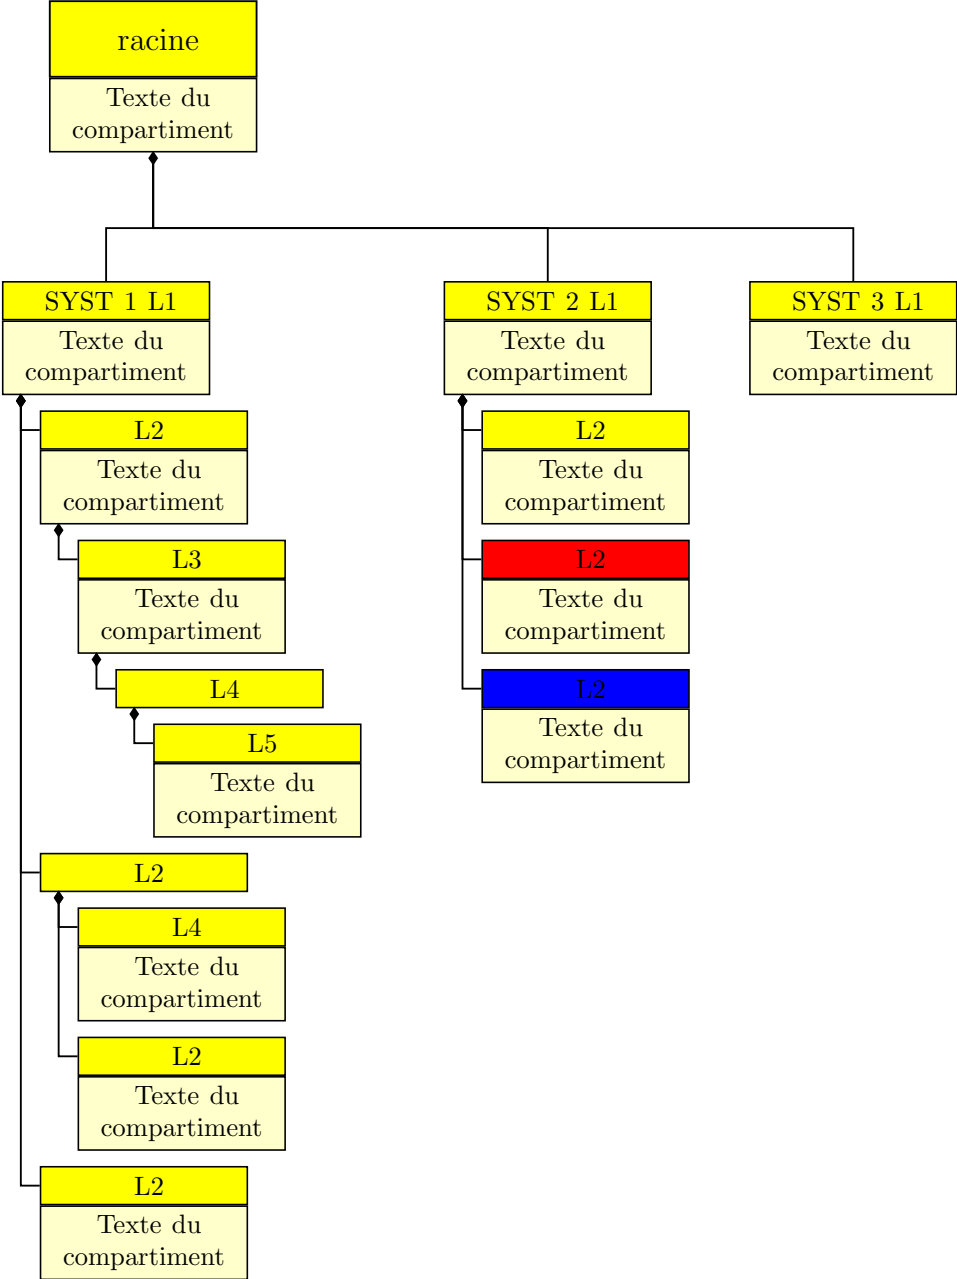 racine
Texte du
compartiment
SYST 1 L1
Texte du
compartiment
L2
Texte du
compartiment
L3
Texte du
compartiment
L4
L5
Texte du
compartiment
L2
L4
Texte du
compartiment
L2
Texte du
compartiment
L2
Texte du
compartiment
SYST 2 L1
Texte du
compartiment
L2
Texte du
compartiment
L2
Texte du
compartiment
L2
Texte du
compartiment
SYST 3 L1
Texte du
compartiment